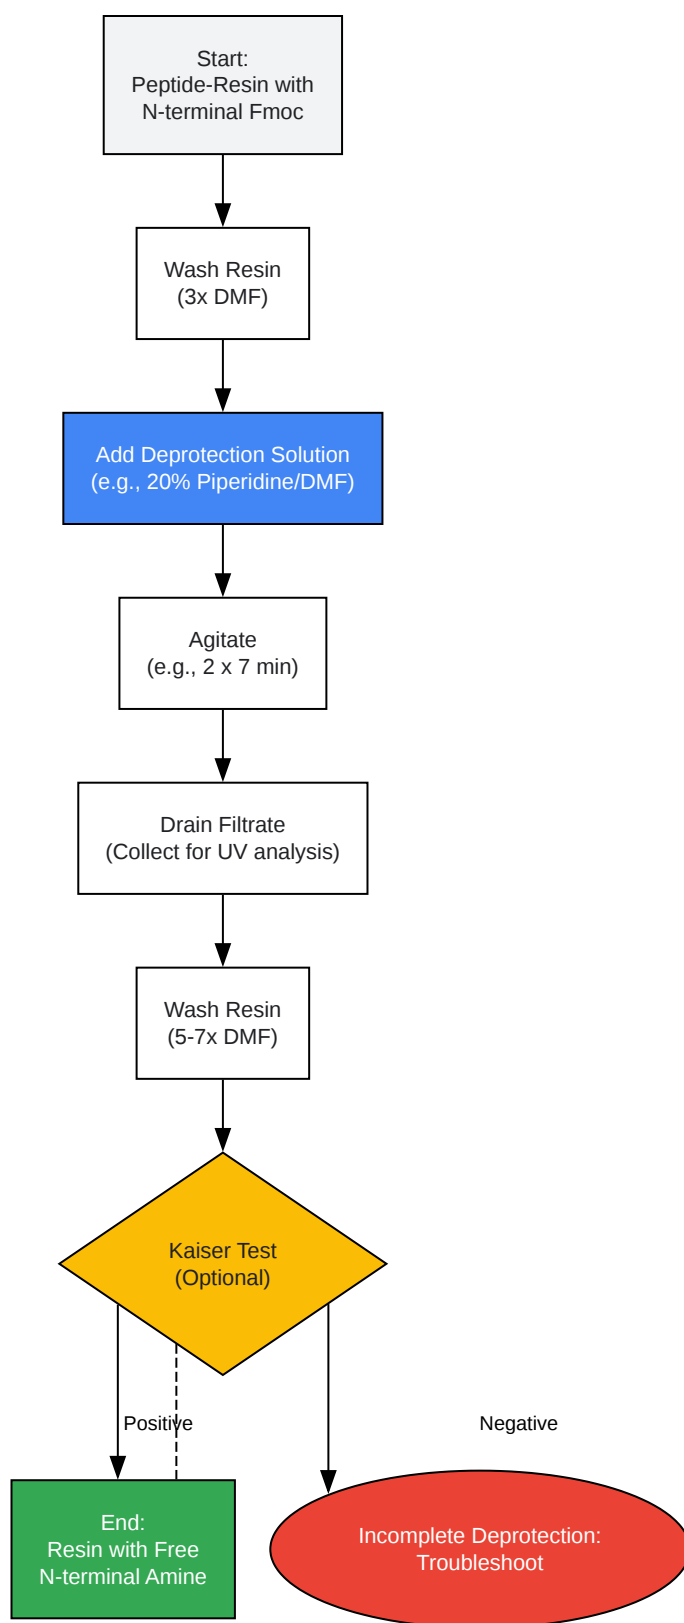 Start:
Peptide-Resin with
N-terminal Fmoc
Wash Resin
(3x DMF)
Add Deprotection Solution
(e.g., 20% Piperidine/DMF)
Agitate
(e.g., 2 x 7 min)
Drain Filtrate
(Collect for UV analysis)
Wash Resin
(5-7x DMF)
Kaiser Test
(Optional)
Positive
Negative
End:
Resin with Free
N-terminal Amine
Incomplete Deprotection:
Troubleshoot